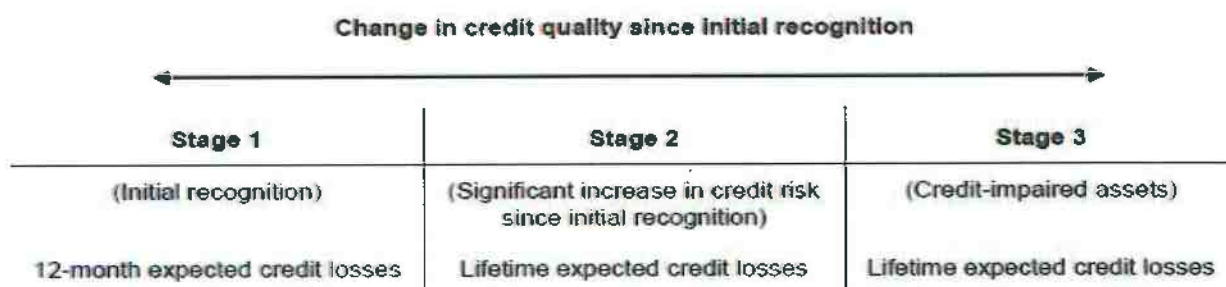 Change in credit quality since initial recognition
Stage 1
Stage 2
Stage 3
(Initial recognition)
(Significant increase in credit risk
since initial recognition)
(Credit-impaired assets)
12-month expected credit losses
Lifetime expected credit losses
Lifetime expected credit losses